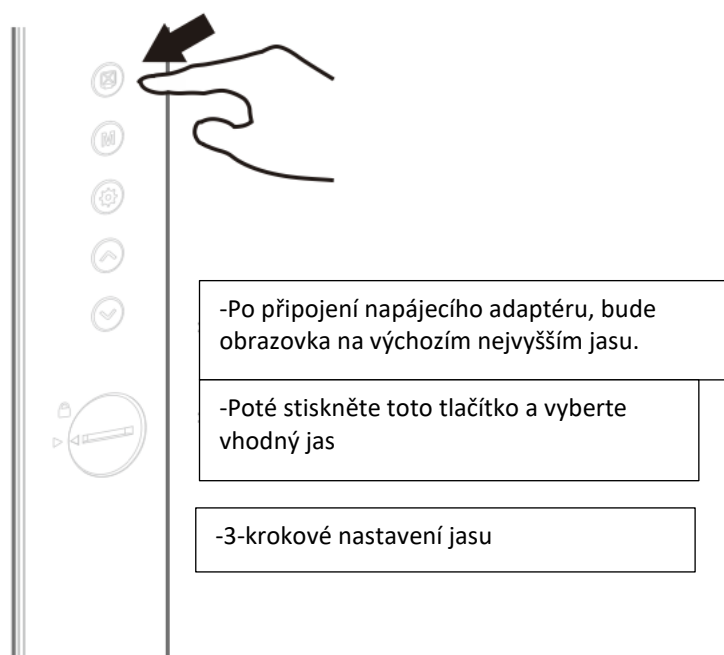 M
-Po připojení napájecího adaptéru, bude
obrazovka na výchozím nejvyšším jasu.
-Poté stiskněte toto tlačítko a vyberte
vhodný jas
-3-krokové nastavení jasu